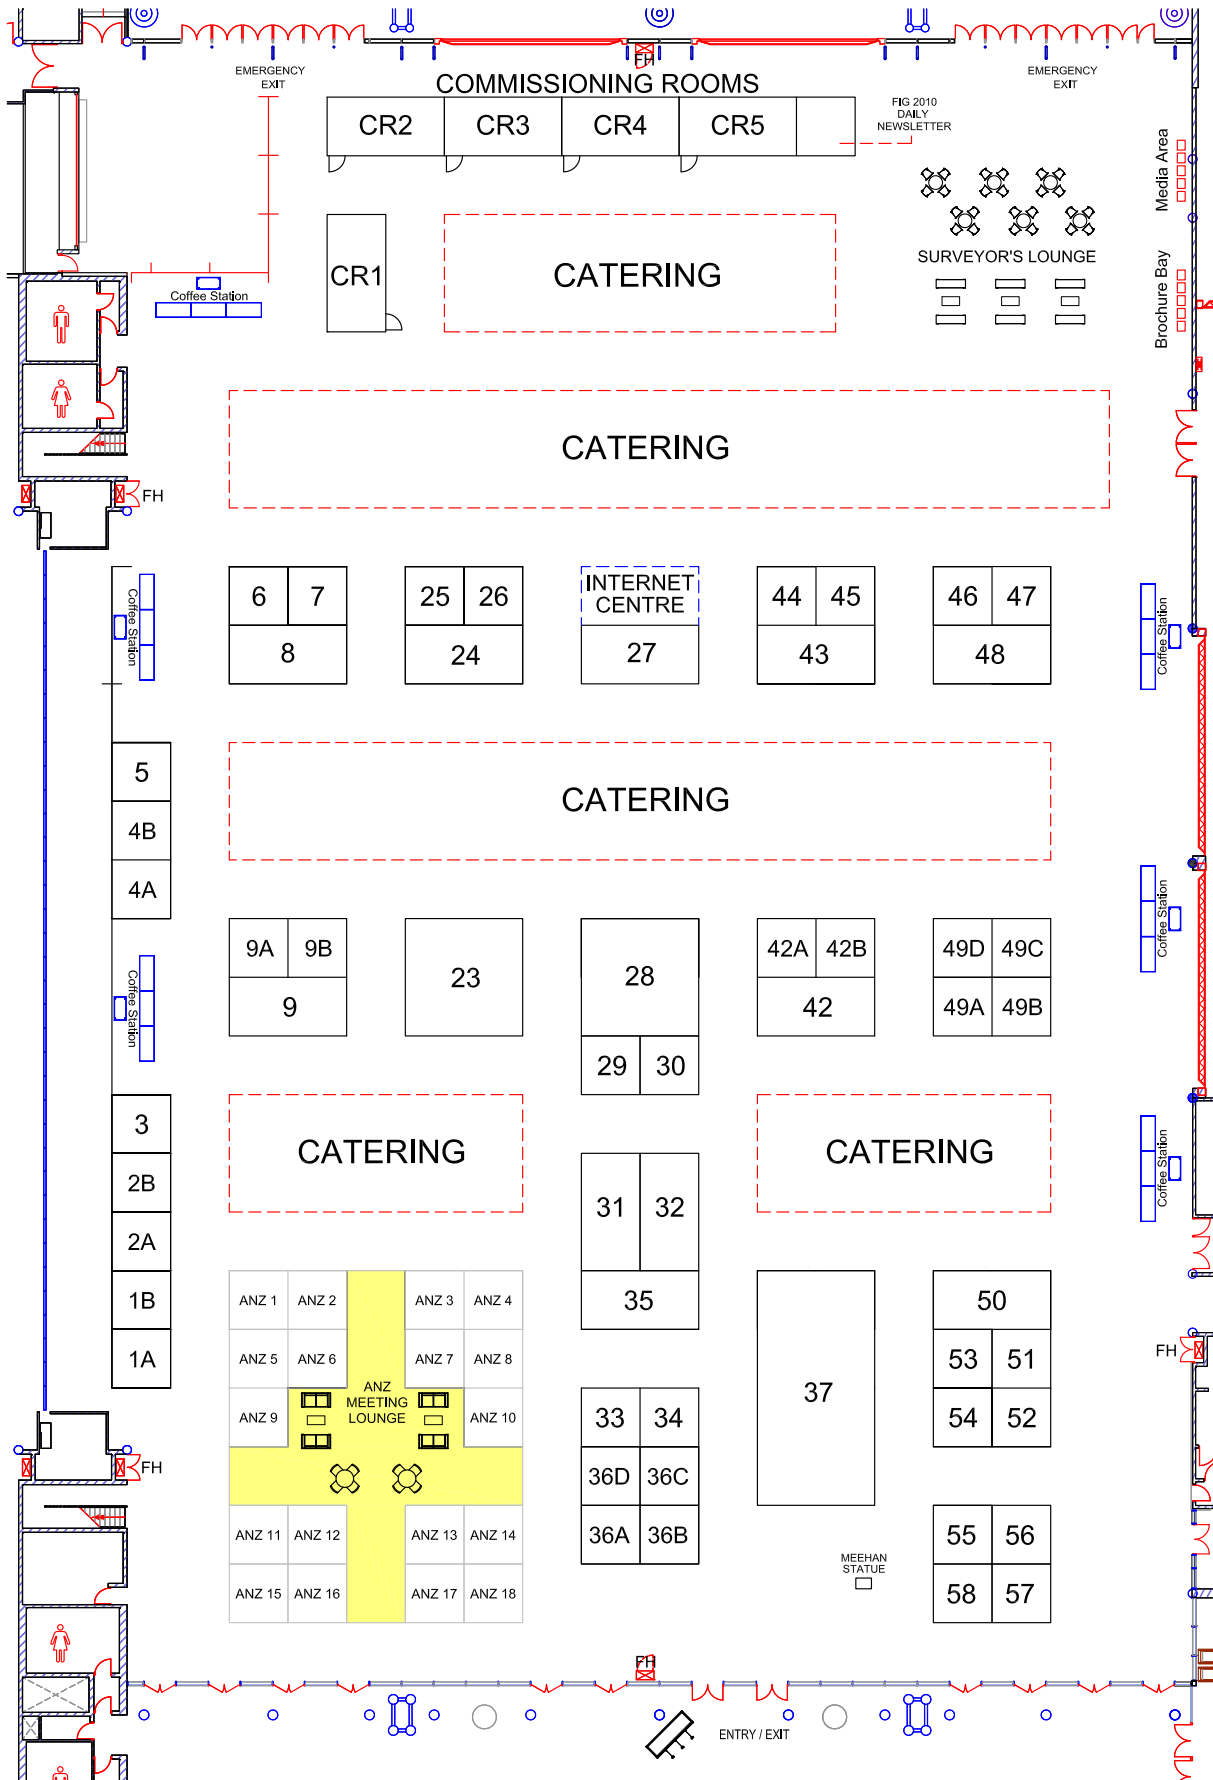 FH
EMERGENCY
EXIT
EMERGENCY
EXIT
COMMISSIONING ROOMS
CR2
CR3
CR4
CR5
FIG 2010
DAILY
NEWSLETTER
Media Area
CR1
CATERING
SURVEYOR'S LOUNGE
Brochure Bay
Coffee Station
CATERING
FH
6
7
25
26
INTERNET
CENTRE
44
45
46
47
8
24
27
43
48
Coffee Station
Coffee Station
5
4B
4A
CATERING
9A
9B
23
28
42A
42B
49D
49C
9
42
49A
49B
Coffee Station
Coffee Station
29
30
3
2B
2A
1B
1A
CATERING
CATERING
Coffee Station
31
32
35
ANZ 1
ANZ 2
ANZ 3
ANZ 4
ANZ 5
ANZ 6
ANZ 7
ANZ 8
ANZ
MEETING
LOUNGE
ANZ 9
ANZ 10
37
50
53
51
54
52
FH
33
34
36D
36C
36A
36B
FH
ANZ 11
ANZ 12
ANZ 13
ANZ 14
ANZ 15
ANZ 16
ANZ 17
ANZ 18
MEEHAN
STATUE
55
56
58
57
FH
ENTRY / EXIT